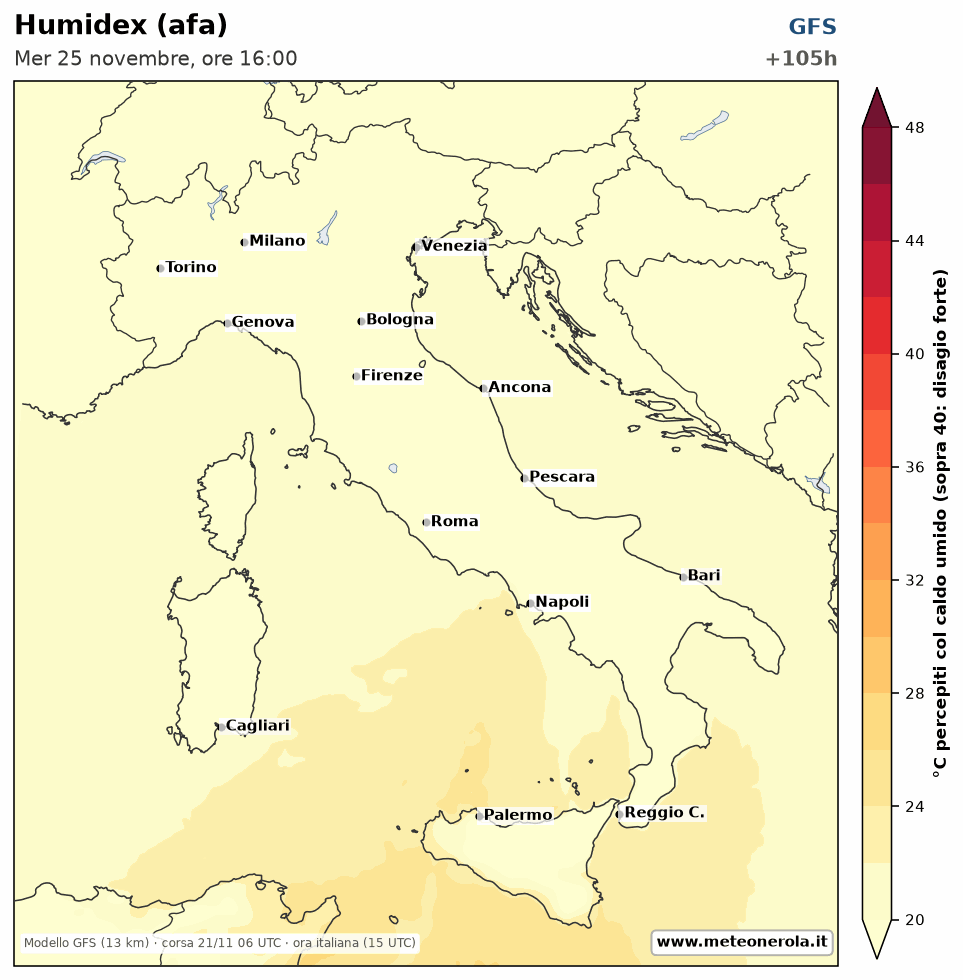 Humidex (afa)
GFS
Mer 25 novembre, ore 16:00
+105h
Milano
Venezia
Torino
Genova
Bologna
Firenze
Ancona
Pescara
Roma
Bari
Napoli
Cagliari
Palermo
Reggio C.
48
44
40
36
32
28
24
20
°C percepiti col caldo umido (sopra 40: disagio forte)
Modello GFS (13 km) · corsa 21/11 06 UTC · ora italiana (15 UTC)
www.meteonerola.it